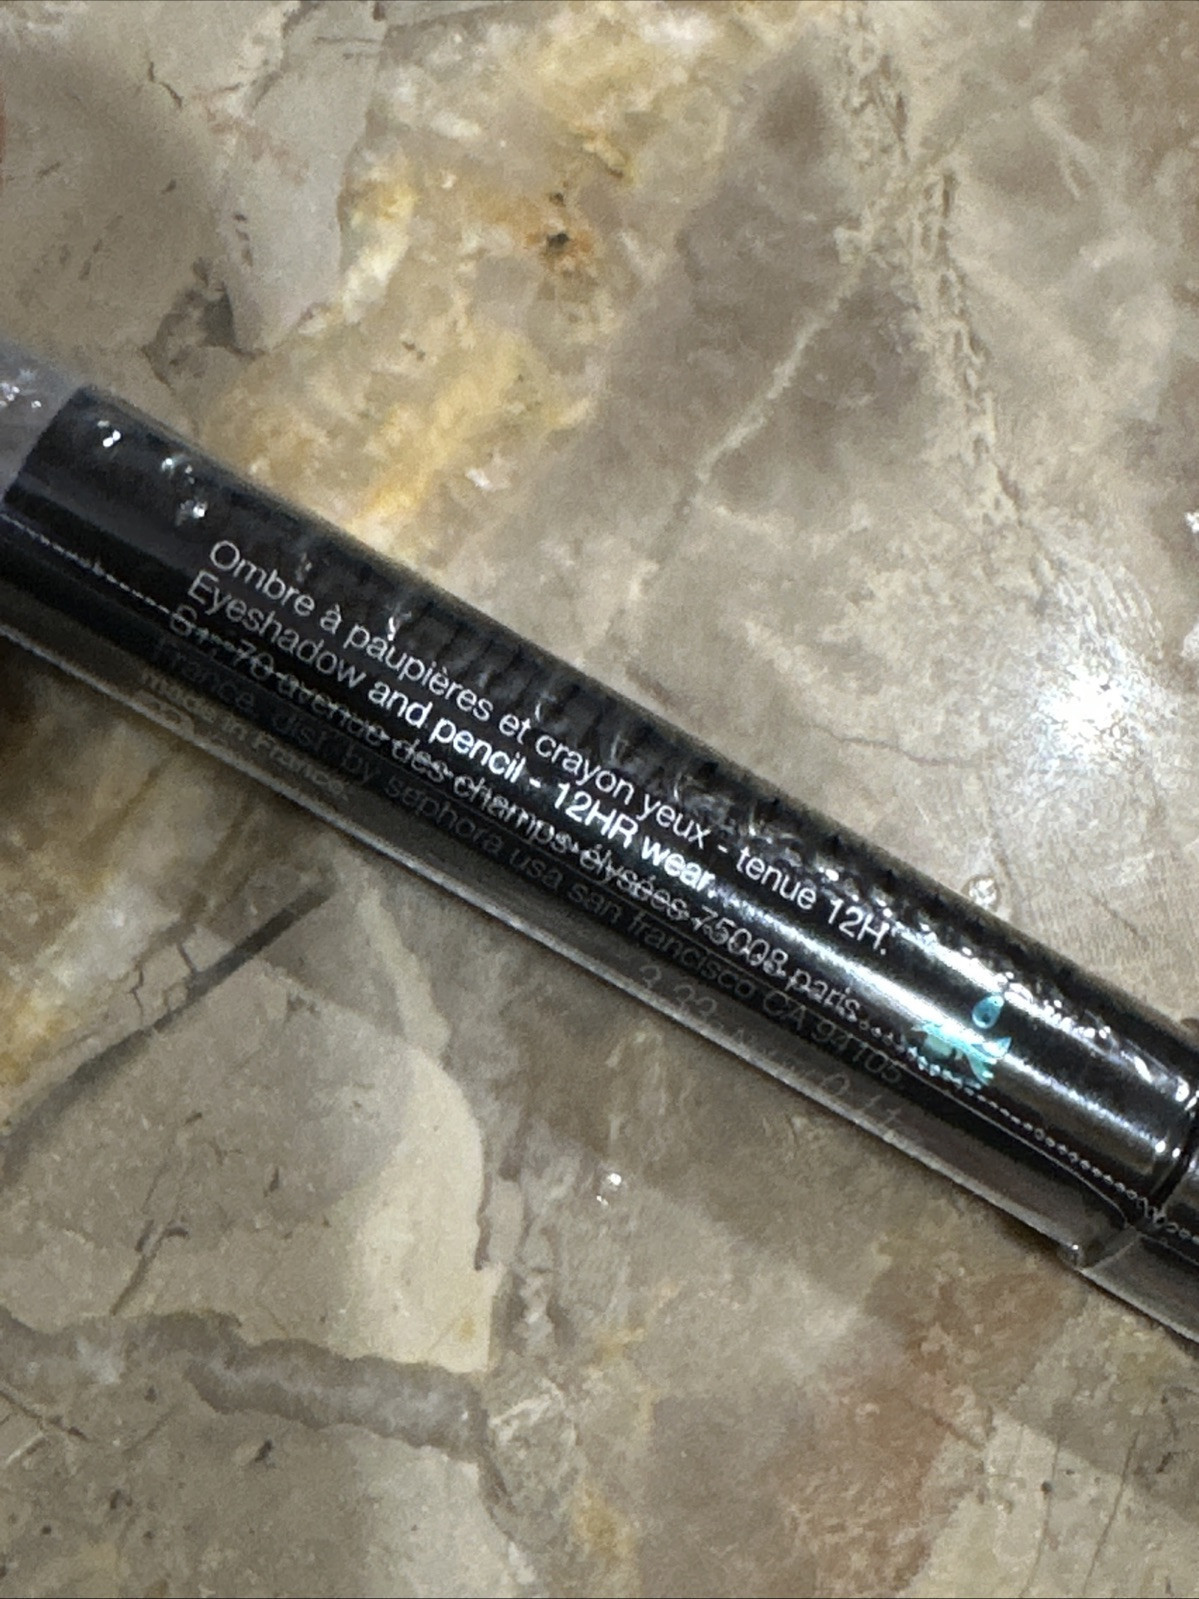 Ombre à paupières et crayon yeux - tenue 12H.
Eyeshadow and pencil - 12HR wear.
70 avenue des champs-élysées 75008 paris
France, dist by sephora usa san francisco CA 94105
made in France